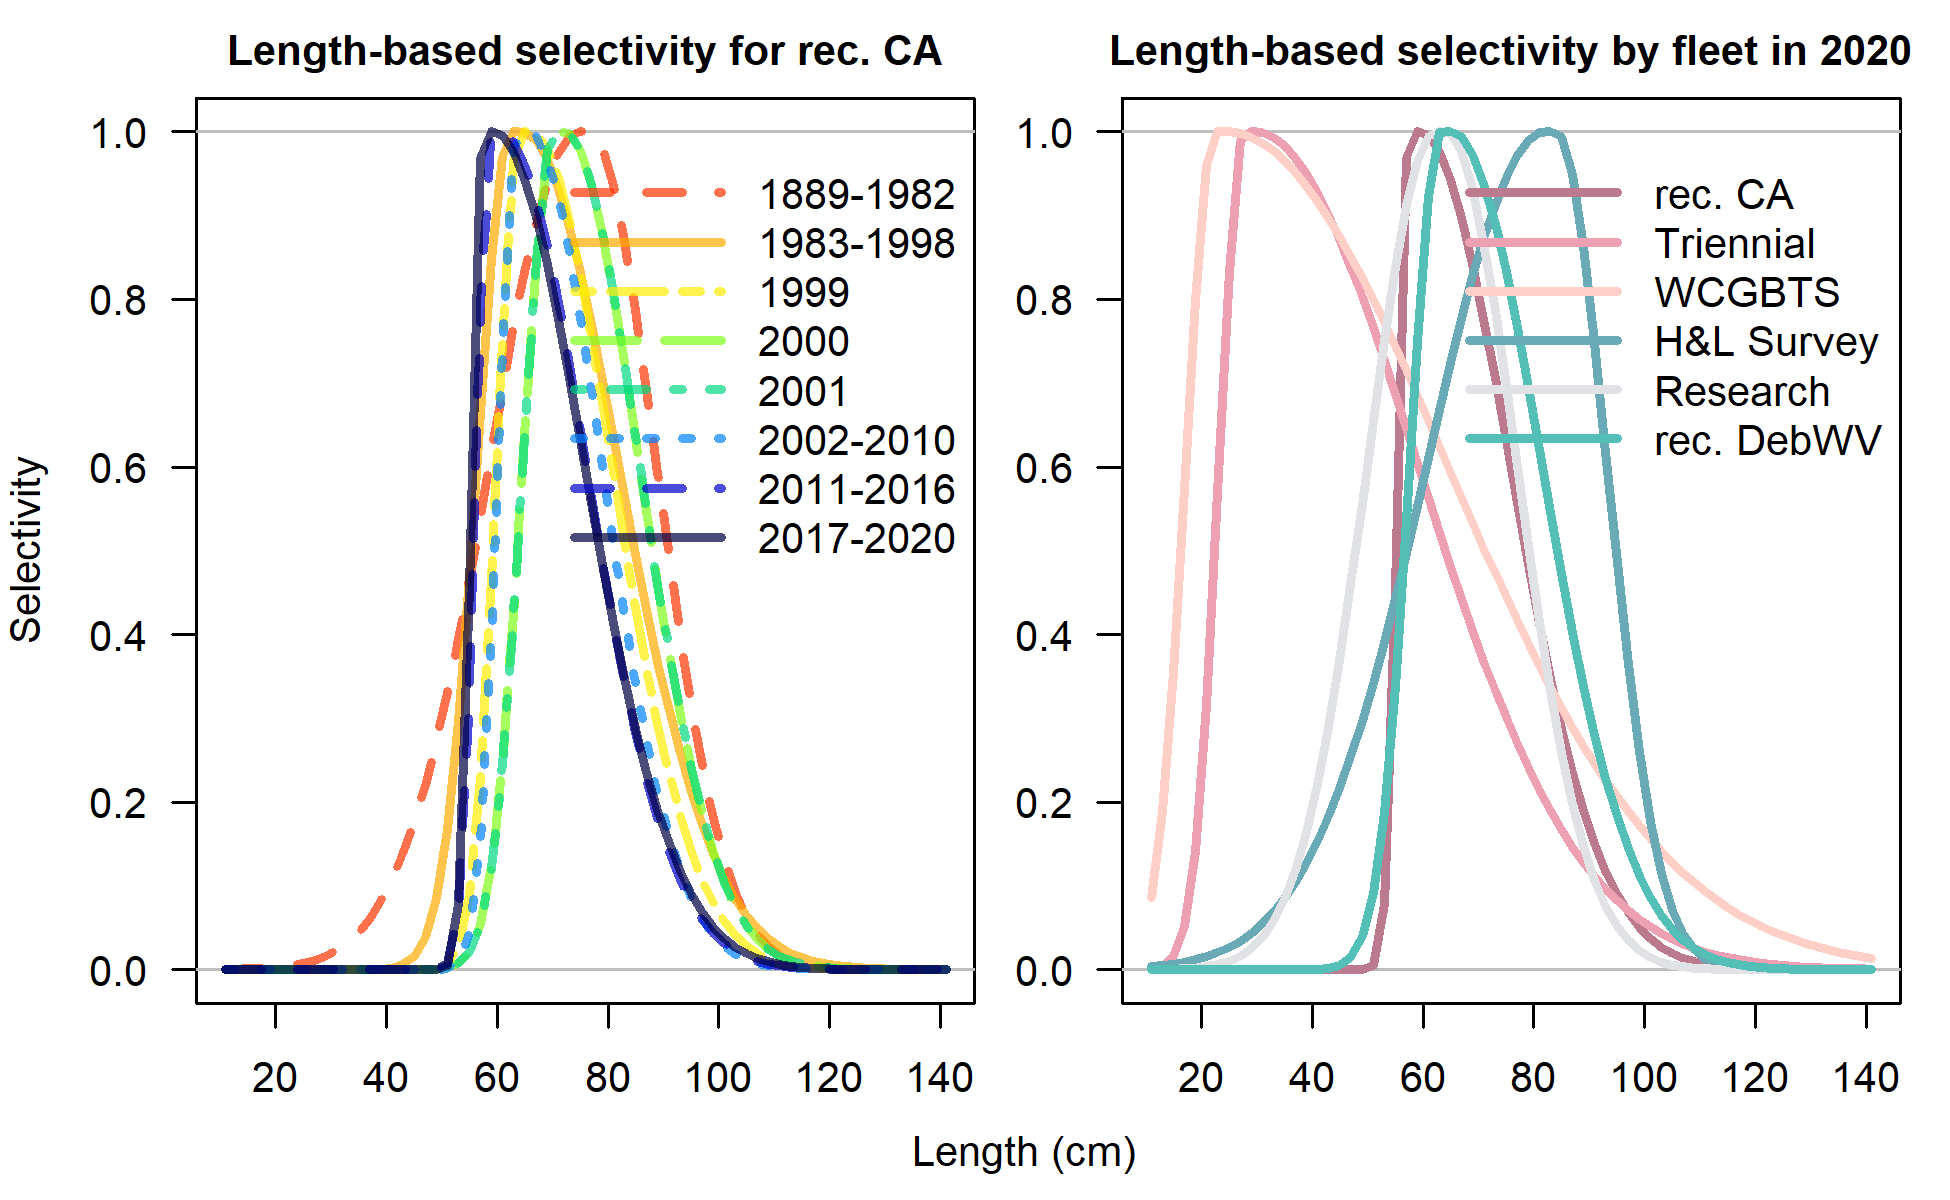 Length-based selectivity for rec. CA
Length-based selectivity by fleet in 2020
Selectivity
1.0
0.8
0.6
0.4
0.2
0.0
1889-1982
1983-1998
1999
2000
2001
2002-2010
2011-2016
2017-2020
20 40 60 80 100 120 140
1.0
0.8
0.6
0.4
0.2
0.0
rec. CA
Triennial
WCGBTS
H&L Survey
Research
rec. DebWV
20 40 60 80 100 120 140
Length (cm)